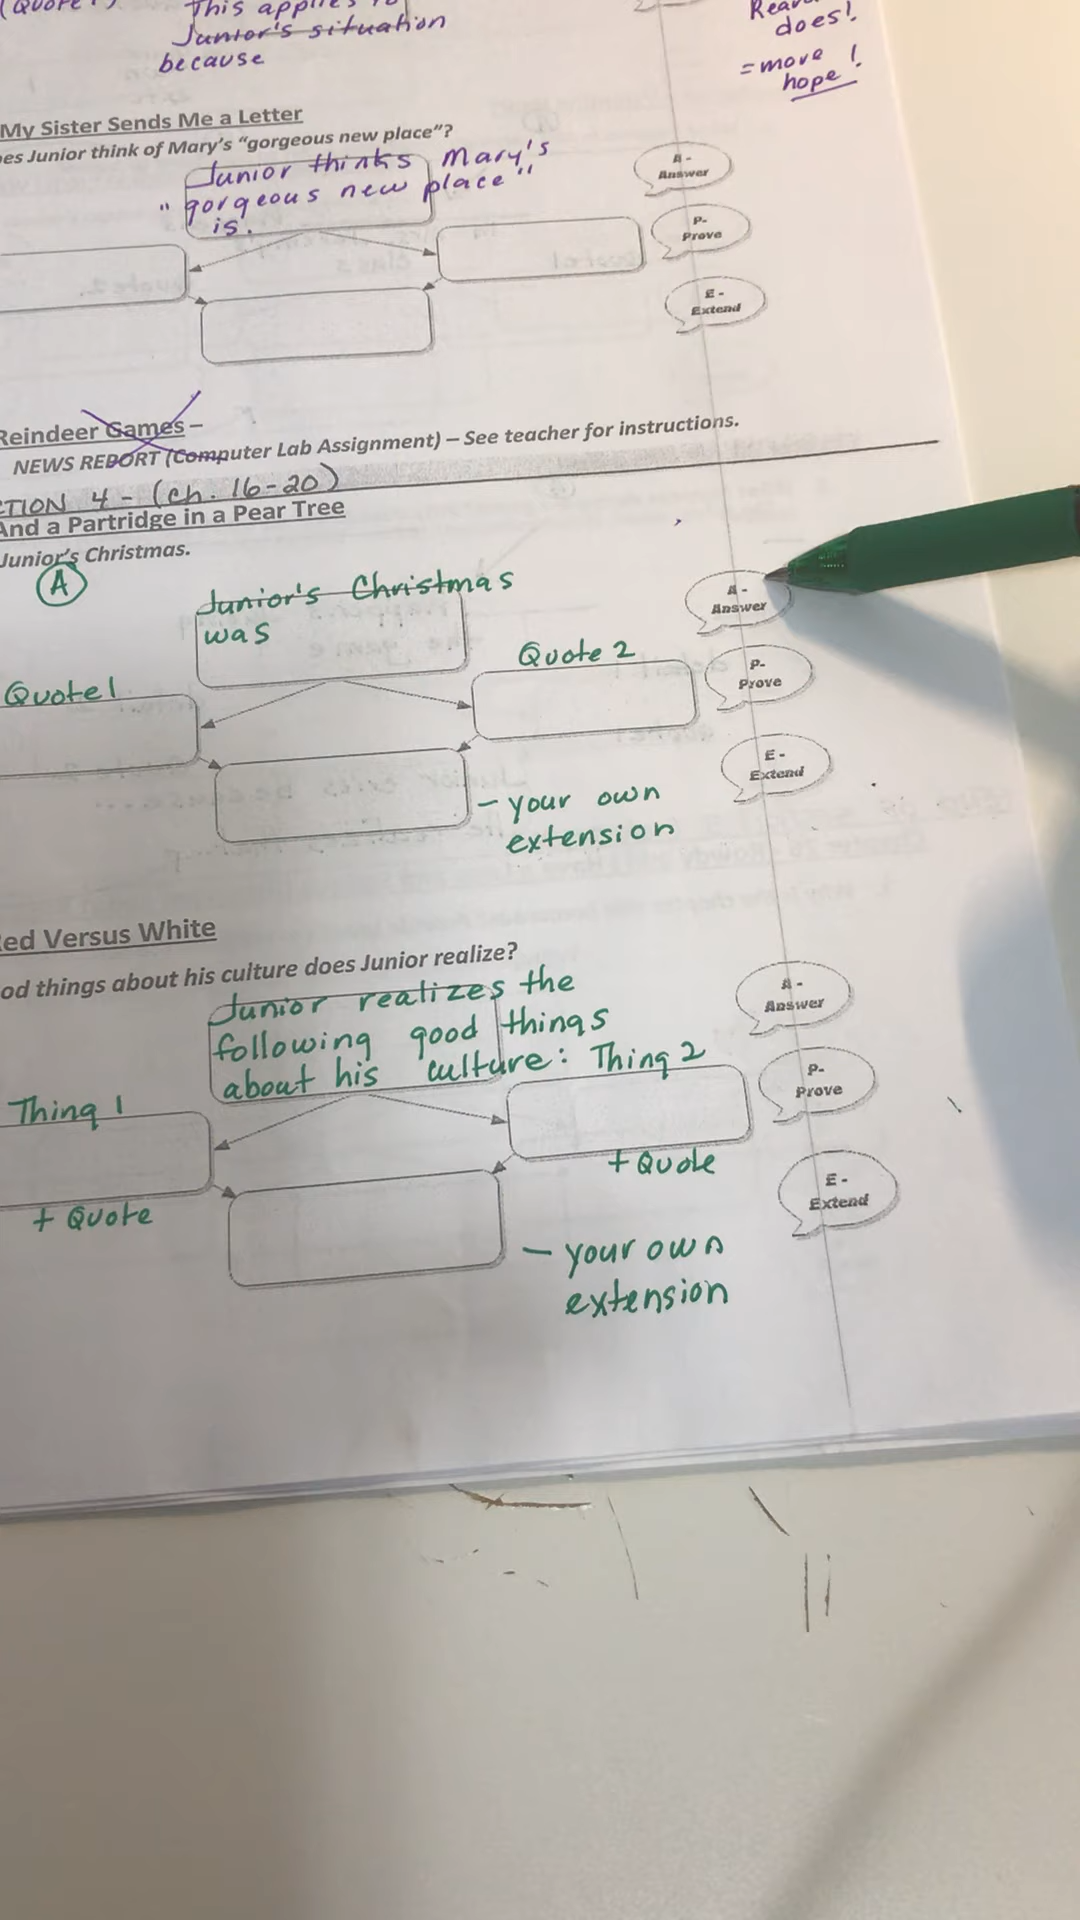 (Quote
This applies to
Junior's situation
because
does!
= move
hope!
My Sister Sends Me a Letter
es Junior think of Mary's "gorgeous new place"?
Junior thinks Mary's
"gorgeous new place"
is.
A -
Answer
P-
Prove
E -
Extend
Reindeer Games –
NEWS REPORT (Computer Lab Assignment) – See teacher for instructions.
CTION 4 - (ch. 16-20)
And a Partridge in a Pear Tree
Junior's Christmas.
A
Junior's Christmas
was
Quote 1
Quote 2
A -
Answer
P-
Prove
E -
Extend
- your own
extension
Red Versus White
od things about his culture does Junior realize?
Junior realizes the
following good things
about his culture: Thing 2
Thing 1
+ Quote
+ Quote
A -
Answer
P-
Prove
E -
Extend
- your own
extension